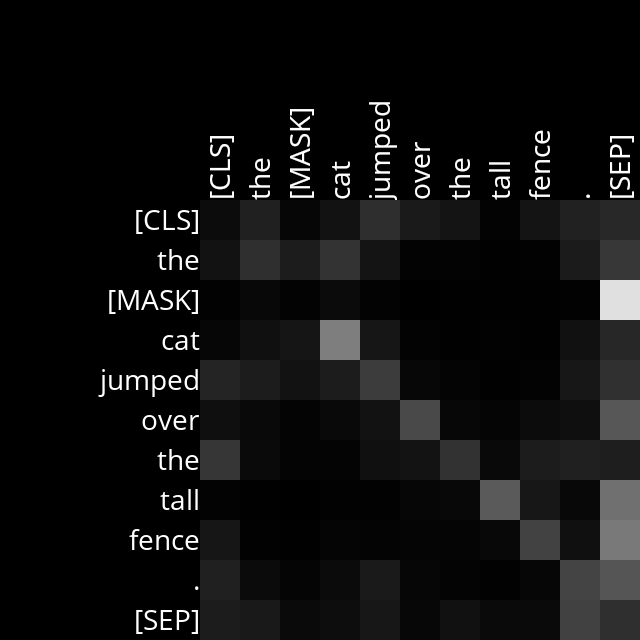 [CLS] the [MASK] cat jumped over the tall fence . [SEP]
[CLS]
the
[MASK]
cat
jumped
over
the
tall
fence
.
[SEP]